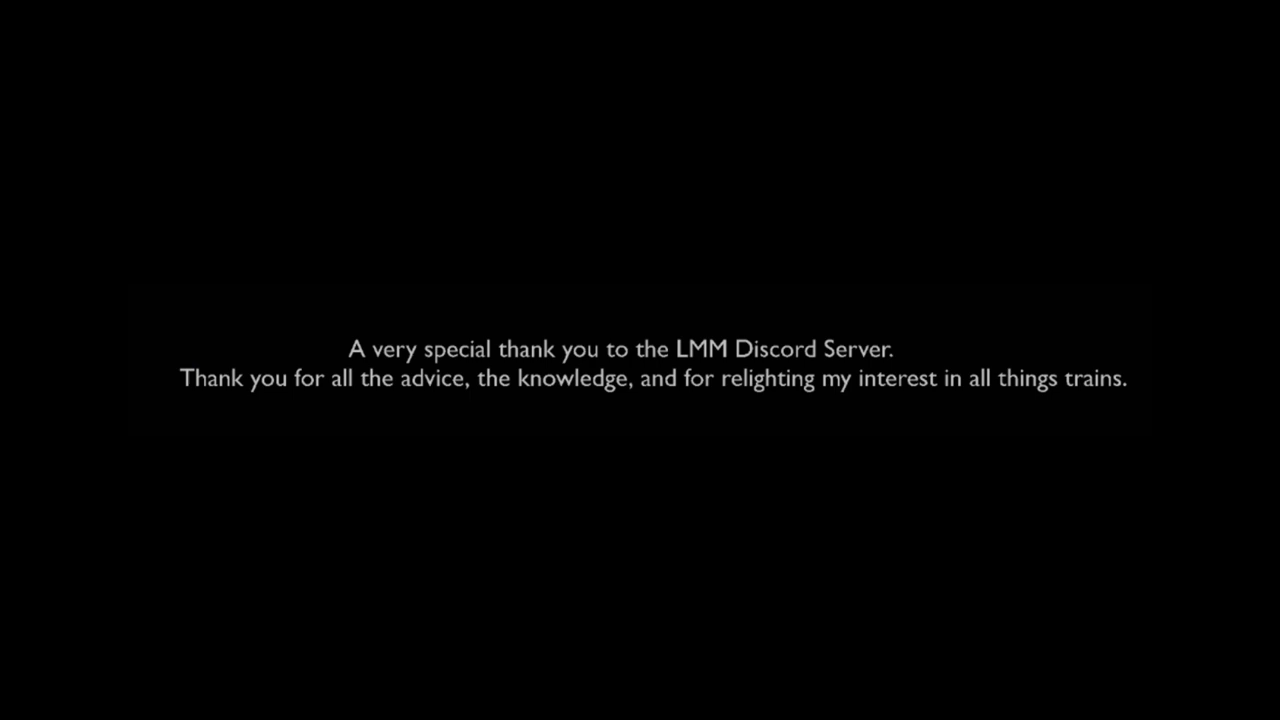 A very special thank you to the LMM Discord Server.
Thank you for all the advice, the knowledge, and for relighting my interest in all things trains.